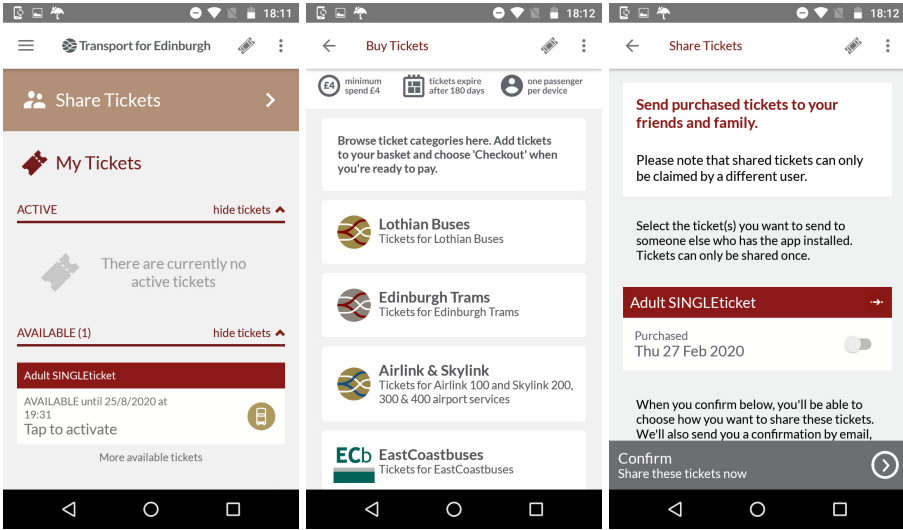 18:11
Transport for Edinburgh
Share Tickets
My Tickets
ACTIVE
hide tickets
There are currently no
active tickets
AVAILABLE (1)
hide tickets
Adult SINGLEticket
AVAILABLE until 25/8/2020 at
19:31
Tap to activate
More available tickets
18:12
Buy Tickets
£4
minimum
spend £4
tickets expire
after 180 days
one passenger
per device
Browse ticket categories here. Add tickets
to your basket and choose 'Checkout' when
you're ready to pay.
Lothian Buses
Tickets for Lothian Buses
Edinburgh Trams
Tickets for Edinburgh Trams
Airlink & Skylink
Tickets for Airlink 100 and Skylink 200,
300 & 400 airport services
ECb
EastCoastbuses
Tickets for EastCoastbuses
18:12
Share Tickets
Send purchased tickets to your
friends and family.
Please note that shared tickets can only
be claimed by a different user.
Select the ticket(s) you want to send to
someone else who has the app installed.
Tickets can only be shared once.
Adult SINGLEticket
Purchased
Thu 27 Feb 2020
When you confirm below, you'll be able to
choose how you want to share these tickets.
We'll also send you a confirmation by email,
Confirm
Share these tickets now